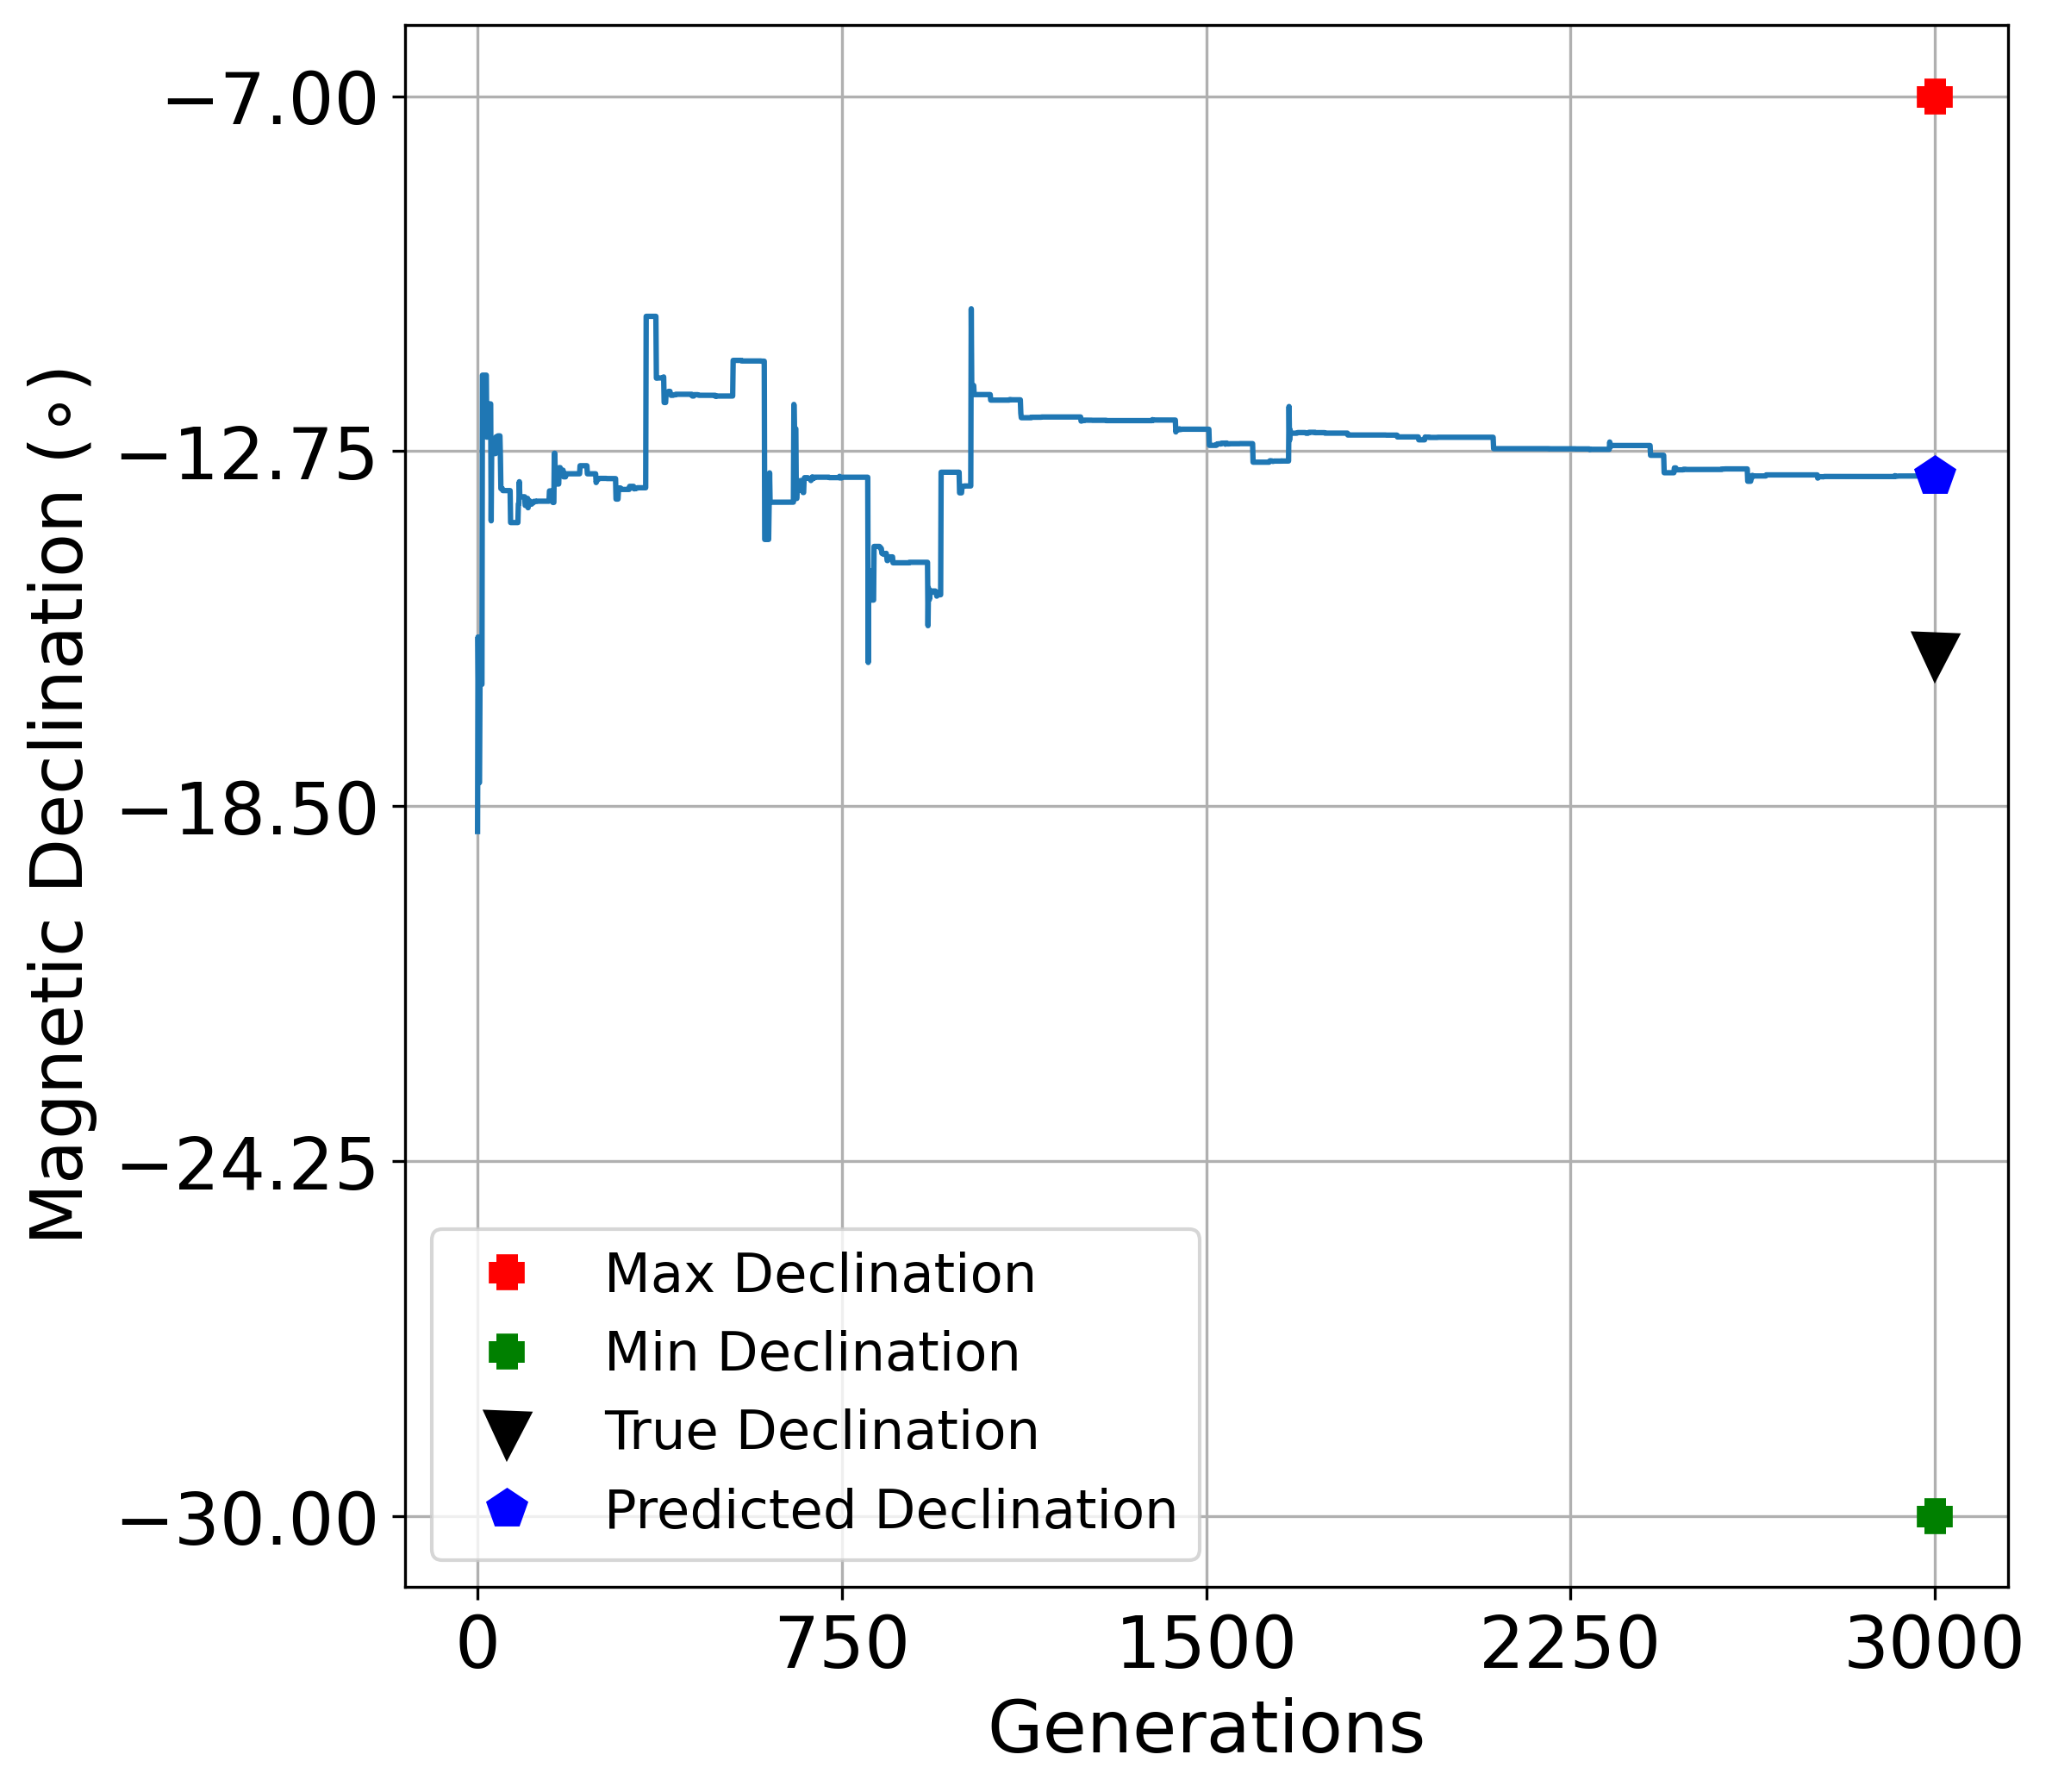 Magnetic Declination (∘)
−7.00
−12.75
−18.50
−24.25
−30.00
Max Declination
Min Declination
True Declination
Predicted Declination
0 750 1500 2250 3000
Generations